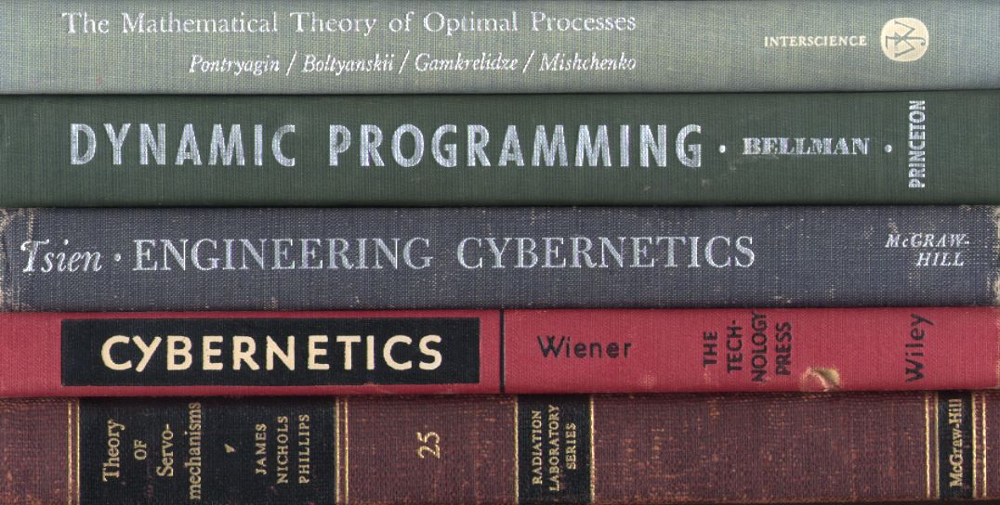 The Mathematical Theory of Optimal Processes
Pontryagin / Boltyanskii / Gamkrelidze / Mishchenko
INTERSCIENCE
DYNAMIC PROGRAMMING · BELLMAN ·
PRINCETON
Tsien · ENGINEERING CYBERNETICS
McGRAW-
HILL
CYBERNETICS
Wiener
THE
TECH-
NOLOGY
PRESS
Wiley
Theory
OF
Servo-
mechanisms
JAMES
NICHOLS
PHILLIPS
25
RADIATION
LABORATORY
SERIES
McGraw-Hill